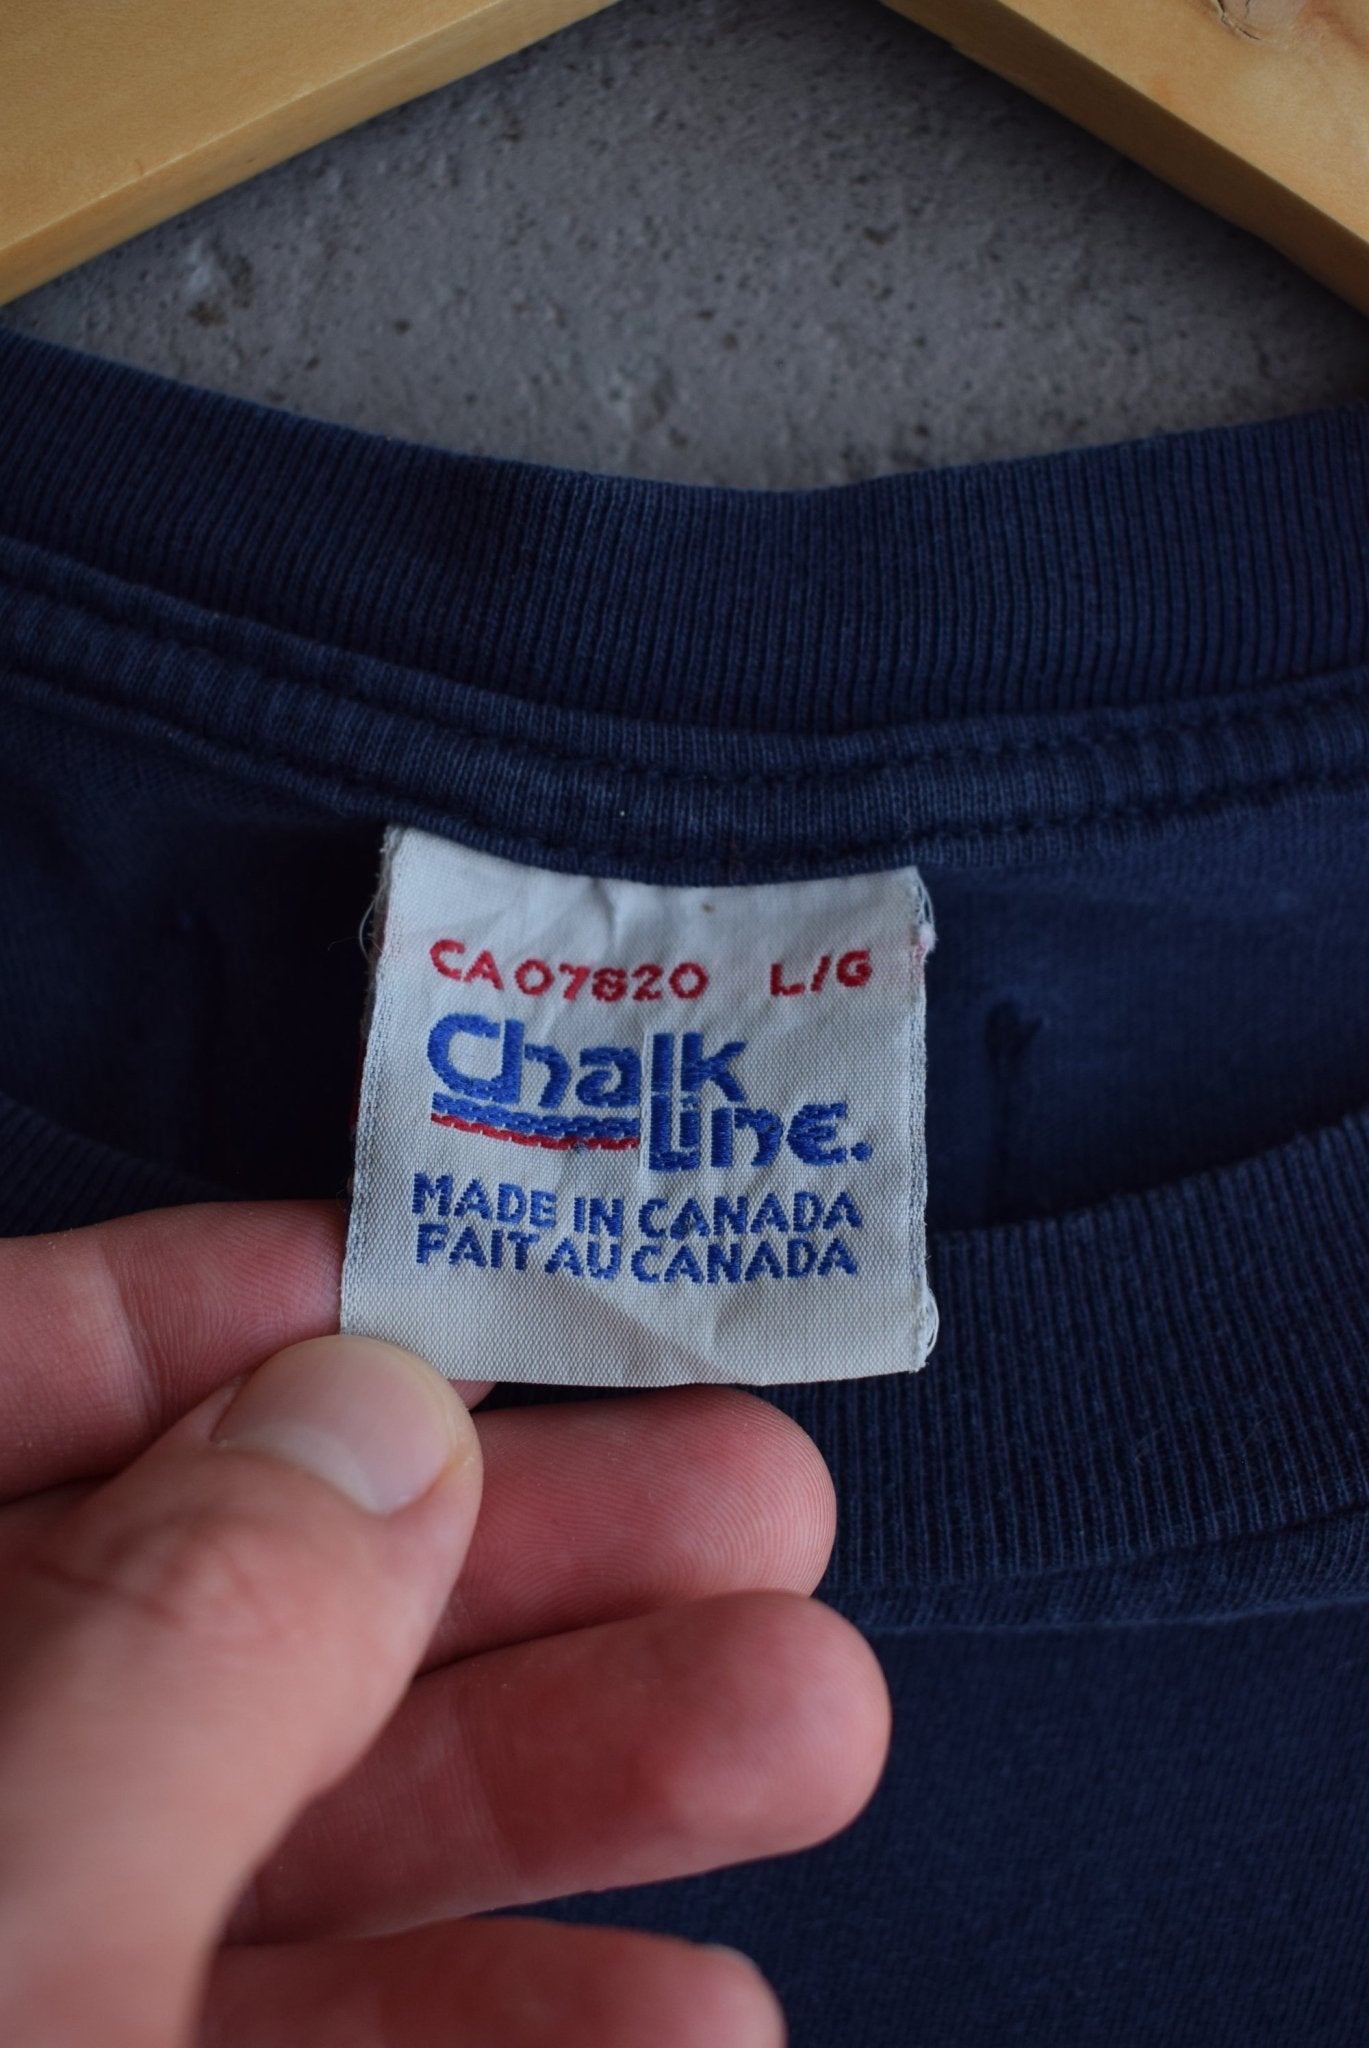 CA07820 L/G
Chalk
Line.
MADE IN CANADA
FAIT AU CANADA